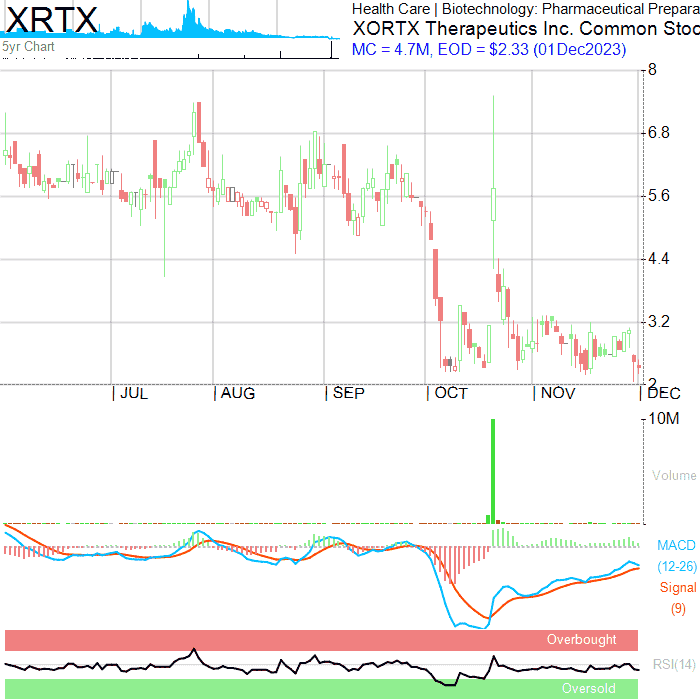 XRTX
5yr Chart
Health Care | Biotechnology: Pharmaceutical Prepara
XORTX Therapeutics Inc. Common Stoc
MC = 4.7M, EOD = $2.33 (01Dec2023)
8
6.8
5.6
4.4
3.2
2
| JUL | AUG | SEP | OCT | NOV | DEC
10M
Volume
MACD
(12-26)
Signal
(9)
Overbought
RSI(14)
Oversold